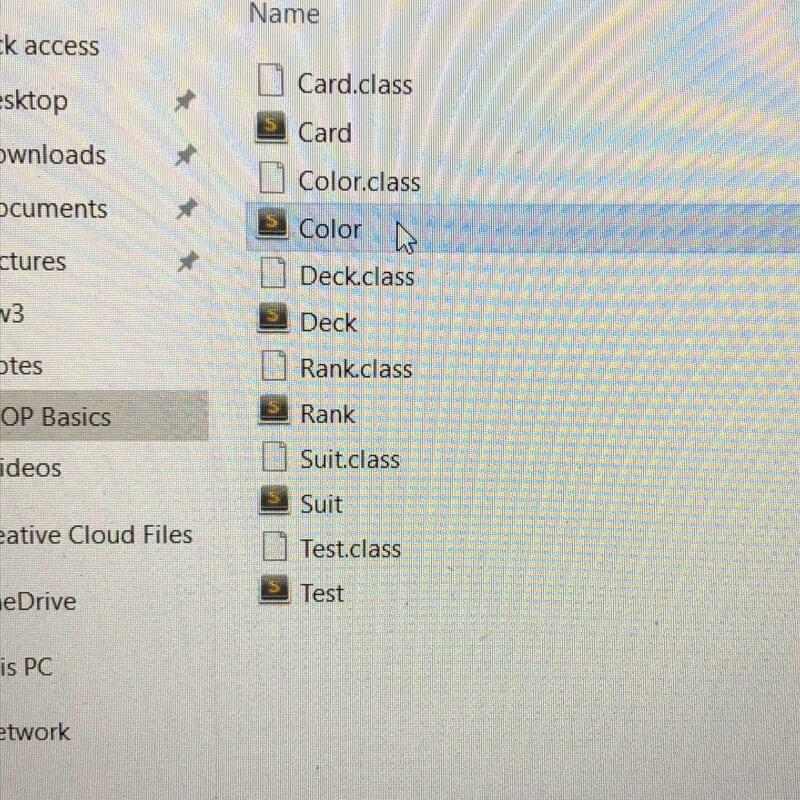 Name
ck access
esktop
ownloads
ocuments
ctures
w3
otes
OP Basics
ideos
eative Cloud Files
eDrive
is PC
etwork
Card.class
Card
Color.class
Color
Deck.class
Deck
Rank.class
Rank
Suit.class
Suit
Test.class
Test